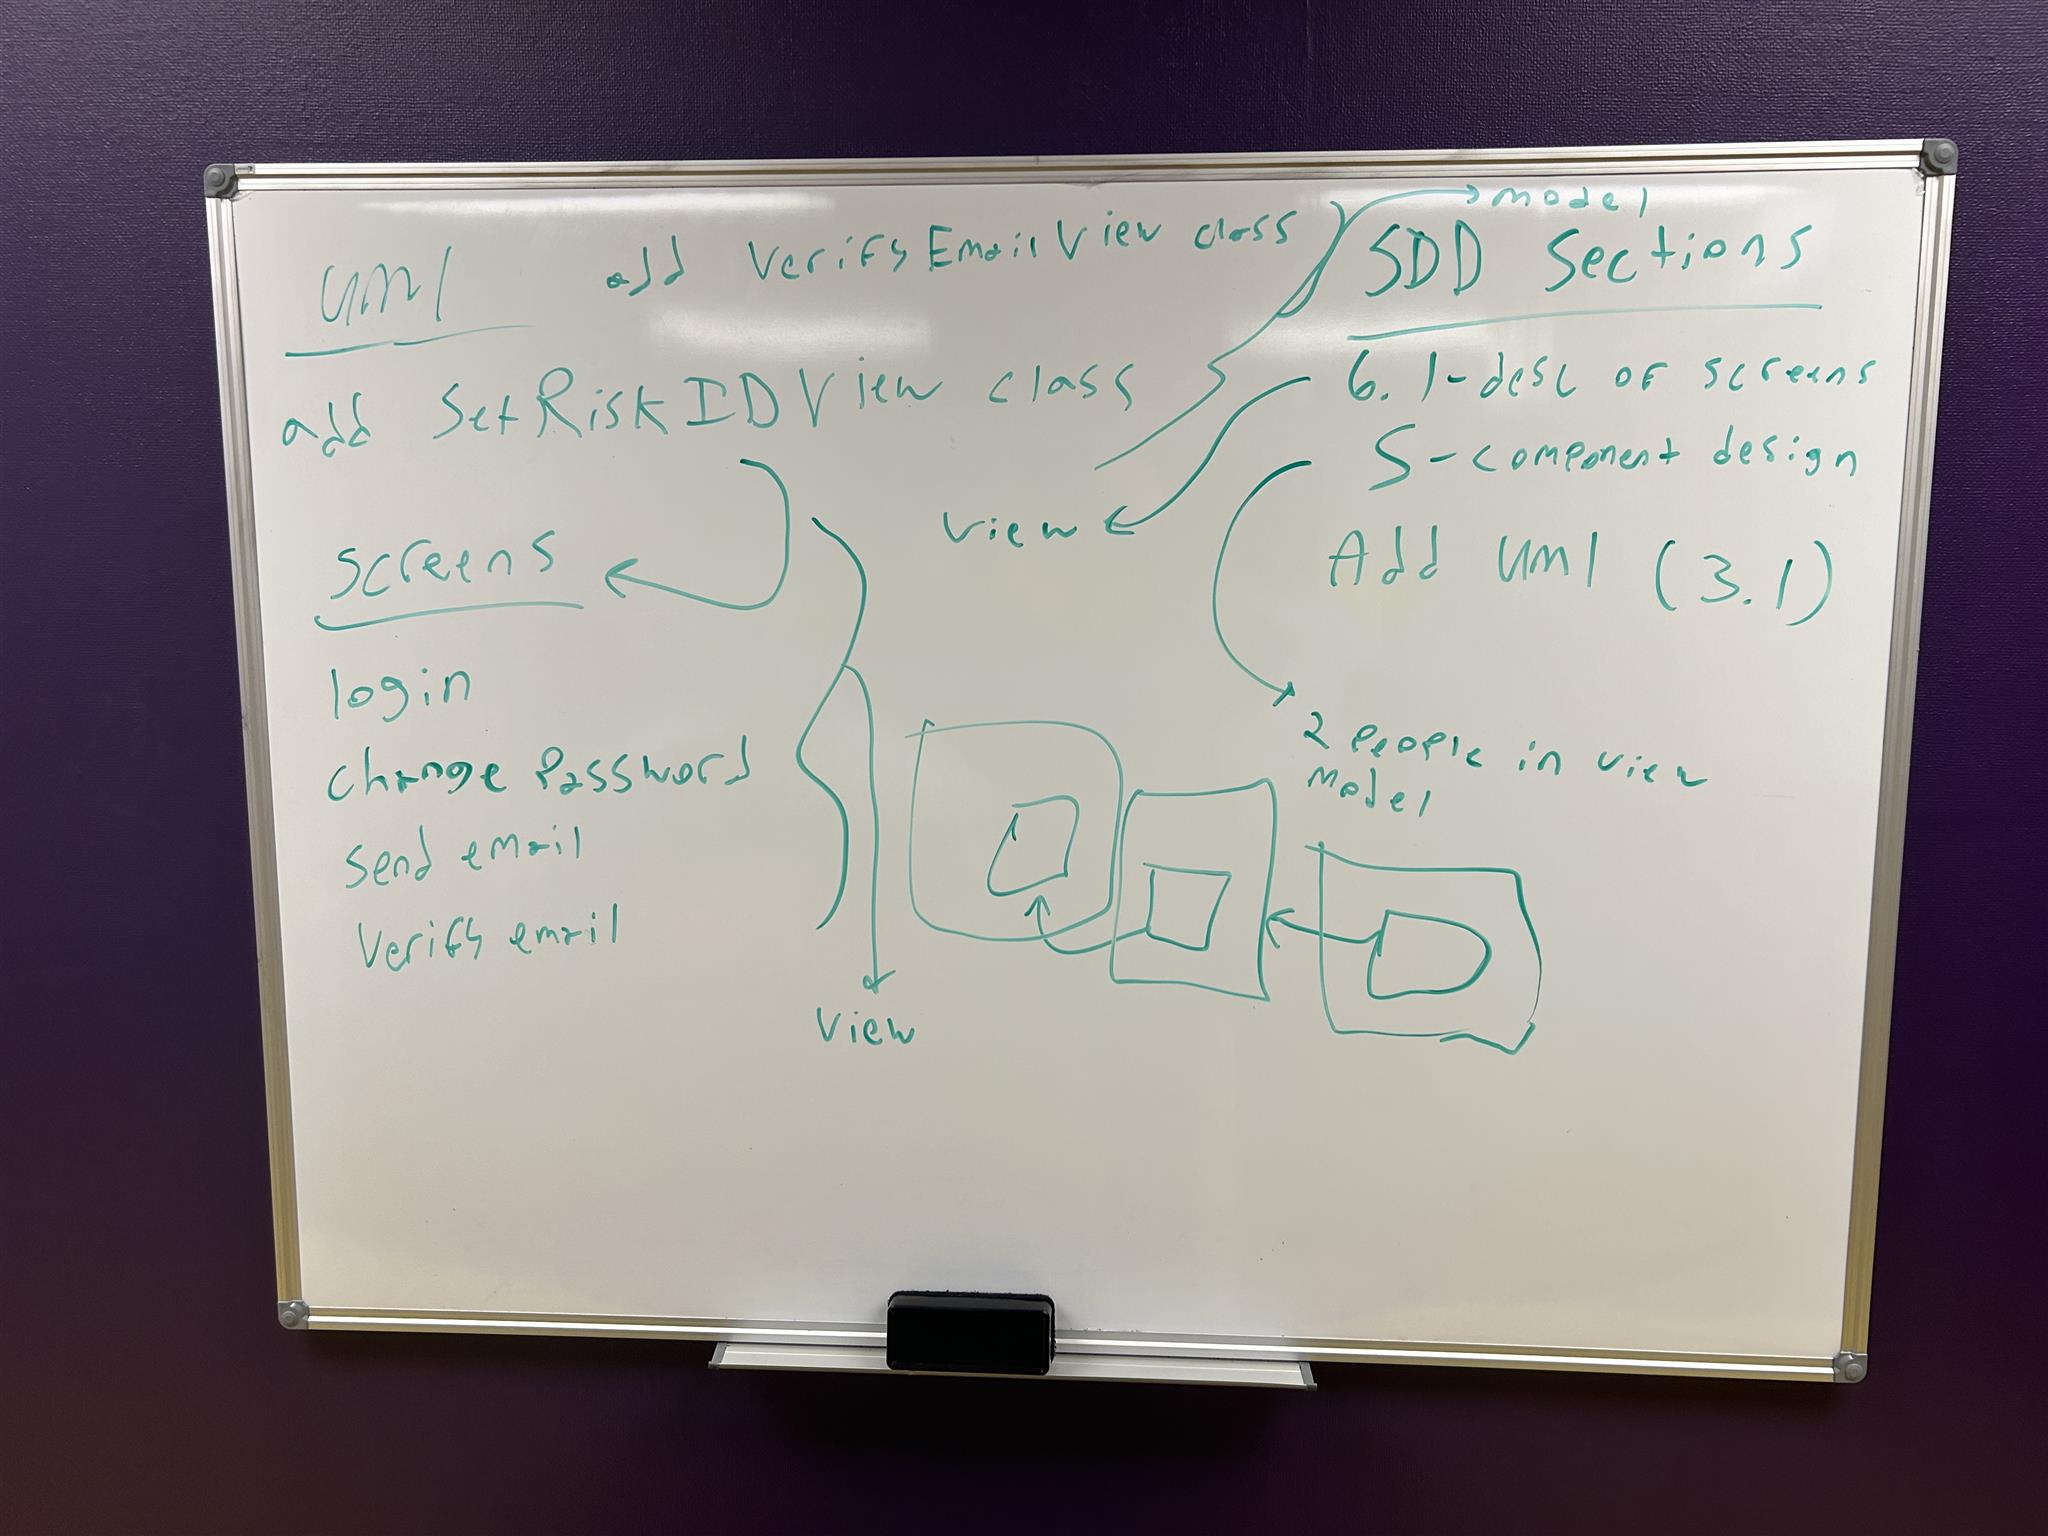 uml
add VerifyEmailView class
add SetRiskIDView class
screens
login
change password
send email
verify email
view
view
model
SDD Sections
6.1-desc of screens
5-component design
Add uml (3.1)
2 people in view
model